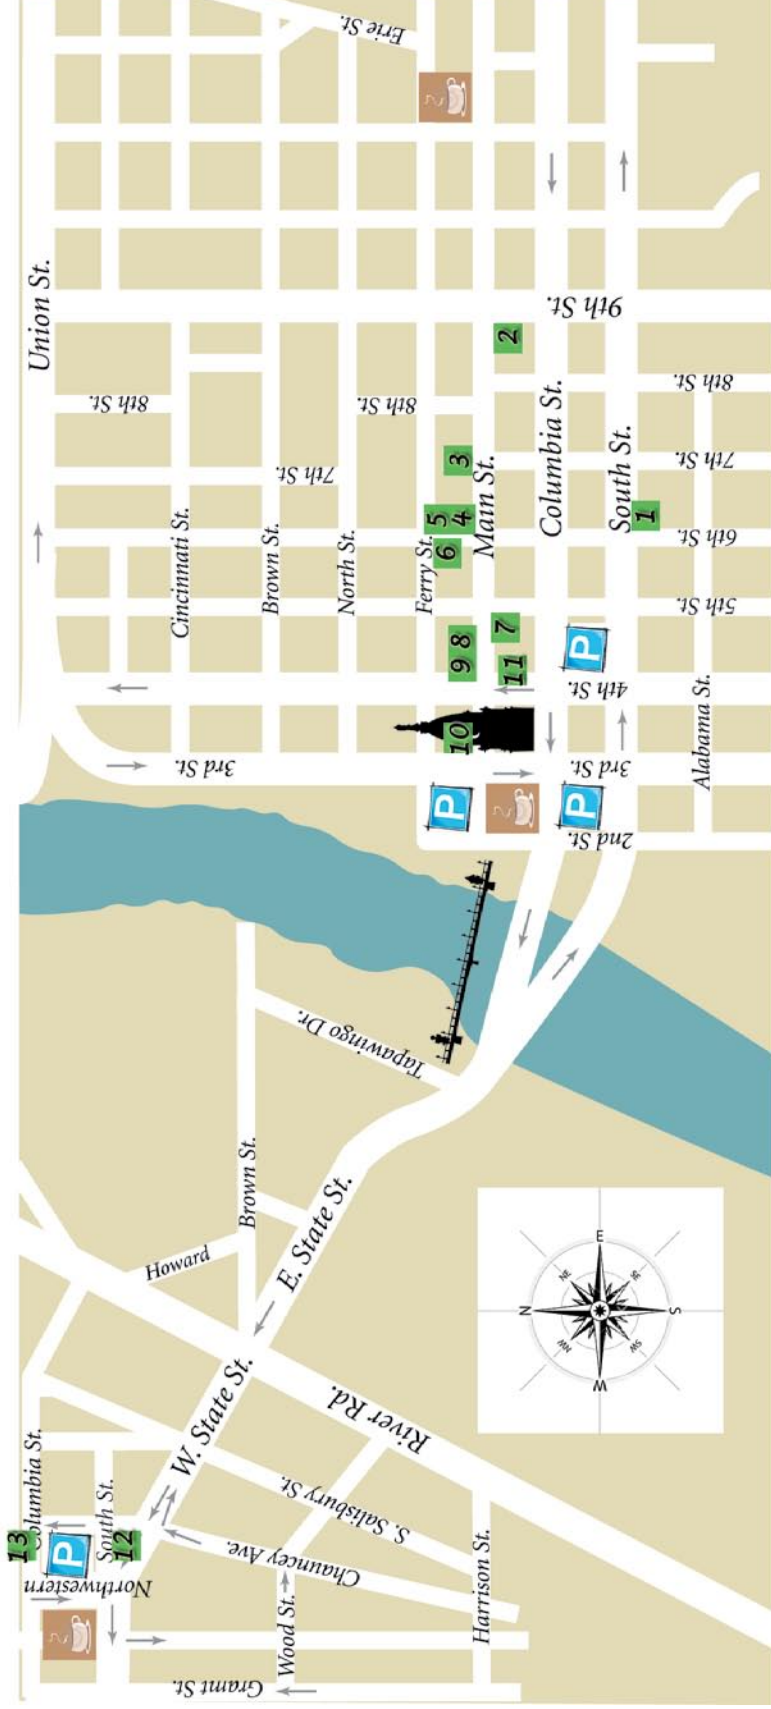 Erie St.
Union St.
9th St.
2
8th St.
8th St.
8th St.
Columbia St.
7th St.
7th St.
3
Main St.
South St.
Cincinnati St.
Brown St.
North St.
Ferry St.
5
4
6
1
6th St.
5th St.
7
8
9
11
P
4th St.
10
3rd St.
3rd St.
Alabama St.
P
P
2nd St.
Tapawingo Dr.
Brown St.
Howard
E. State St.
N
NE
E
SE
S
SW
W
NW
W. State St.
River Rd.
S. Salisbury St.
Columbia St.
13
P
South St.
12
Northwestern
Chauncey Ave.
Wood St.
Harrison St.
Gramt St.